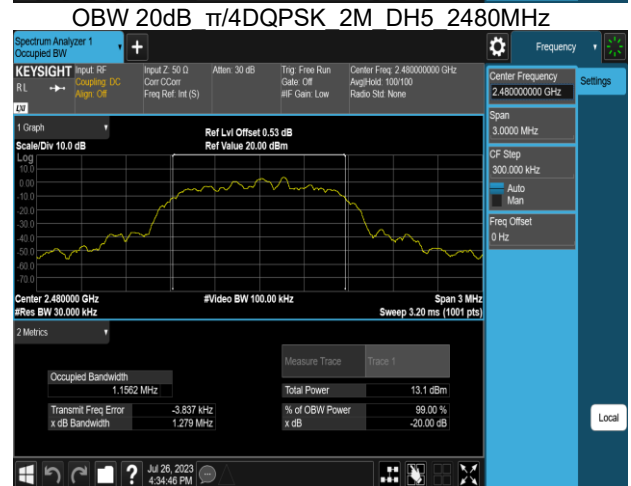 OBW 20dB_π/4DQPSK_2M_DH5_2480MHz
Spectrum Analyzer 1
Occupied BW
+
Frequency
KEYSIGHT
RL
LXI
Input: RF
Coupling: DC
Align: Off
Input Z: 50 Ω
Corr CCorr
Freq Ref: Int (S)
Atten: 30 dB
Trig: Free Run
Gate: Off
#IF Gain: Low
Center Freq: 2.480000000 GHz
Avg|Hold: 100/100
Radio Std: None
Center Frequency
2.480000000 GHz
Settings
Span
3.0000 MHz
CF Step
300.000 kHz
Auto
Man
Freq Offset
0 Hz
1 Graph
Scale/Div 10.0 dB
Ref Lvl Offset 0.53 dB
Ref Value 20.00 dBm
Log
10.0
0.00
-10.0
-20.0
-30.0
-40.0
-50.0
-60.0
-70.0
Center 2.480000 GHz
#Res BW 30.000 kHz
#Video BW 100.00 kHz
Span 3 MHz
Sweep 3.20 ms (1001 pts)
2 Metrics
Measure Trace
Trace 1
Occupied Bandwidth
1.1562 MHz
Total Power 13.1 dBm
Transmit Freq Error -3.837 kHz
% of OBW Power 99.00 %
x dB Bandwidth 1.279 MHz
x dB -20.00 dB
Local
?
Jul 26, 2023
4:34:46 PM